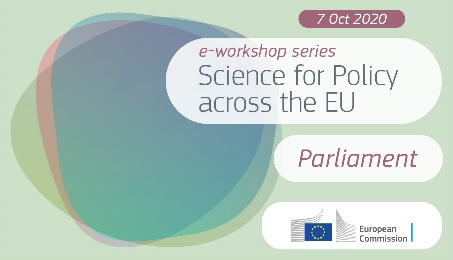 7 Oct 2020
e-workshop series
Science for Policy
across the EU
Parliament
European
Commission